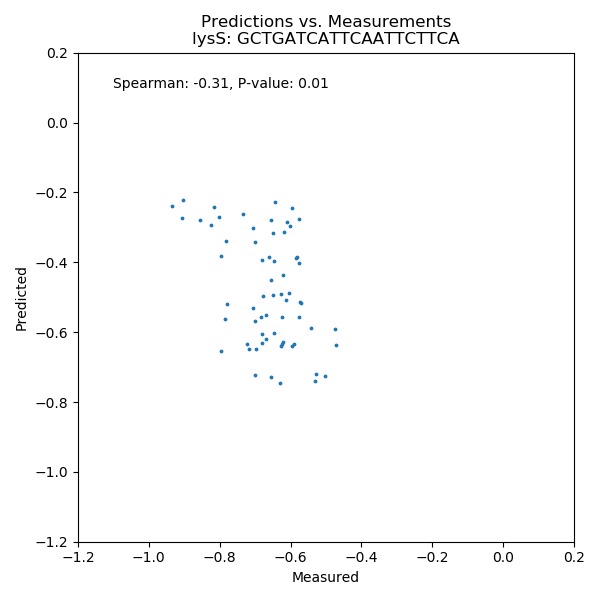 Predictions vs. Measurements
lysS: GCTGATCATTCAATTCTTCA
Spearman: -0.31, P-value: 0.01
0.2
0.0
−0.2
−0.4
−0.6
−0.8
−1.0
−1.2
Predicted
−1.2 −1.0 −0.8 −0.6 −0.4 −0.2 0.0 0.2
Measured